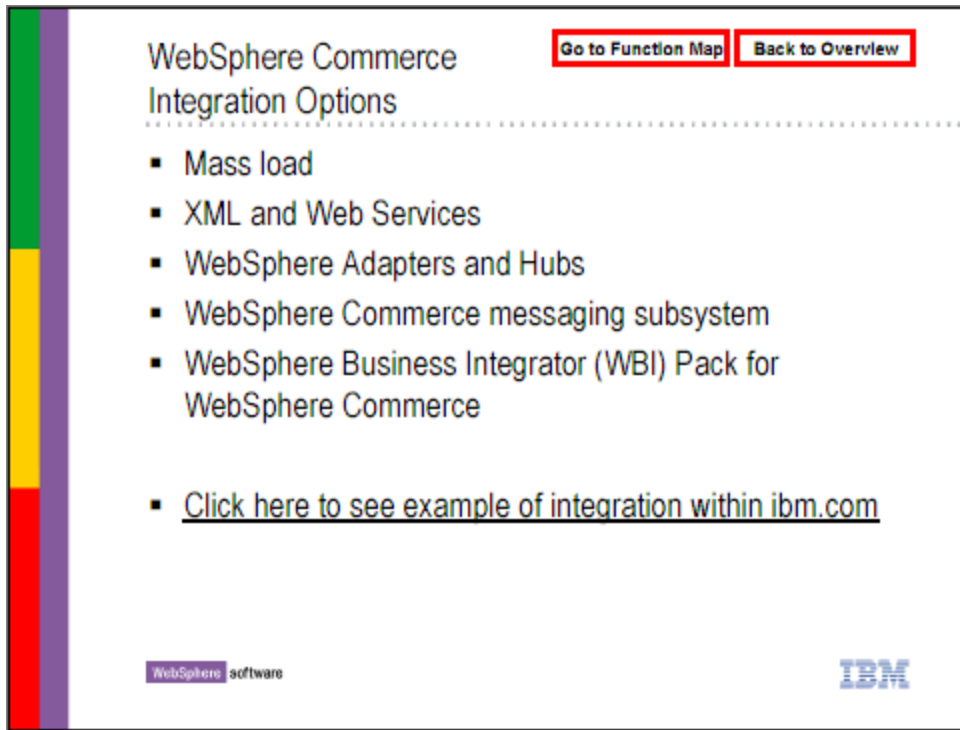 WebSphere Commerce
Integration Options
Go to Function Map
Back to Overview
▪ Mass load
▪ XML and Web Services
▪ WebSphere Adapters and Hubs
▪ WebSphere Commerce messaging subsystem
▪ WebSphere Business Integrator (WBI) Pack for
WebSphere Commerce
▪ Click here to see example of integration within ibm.com
WebSphere software
IBM